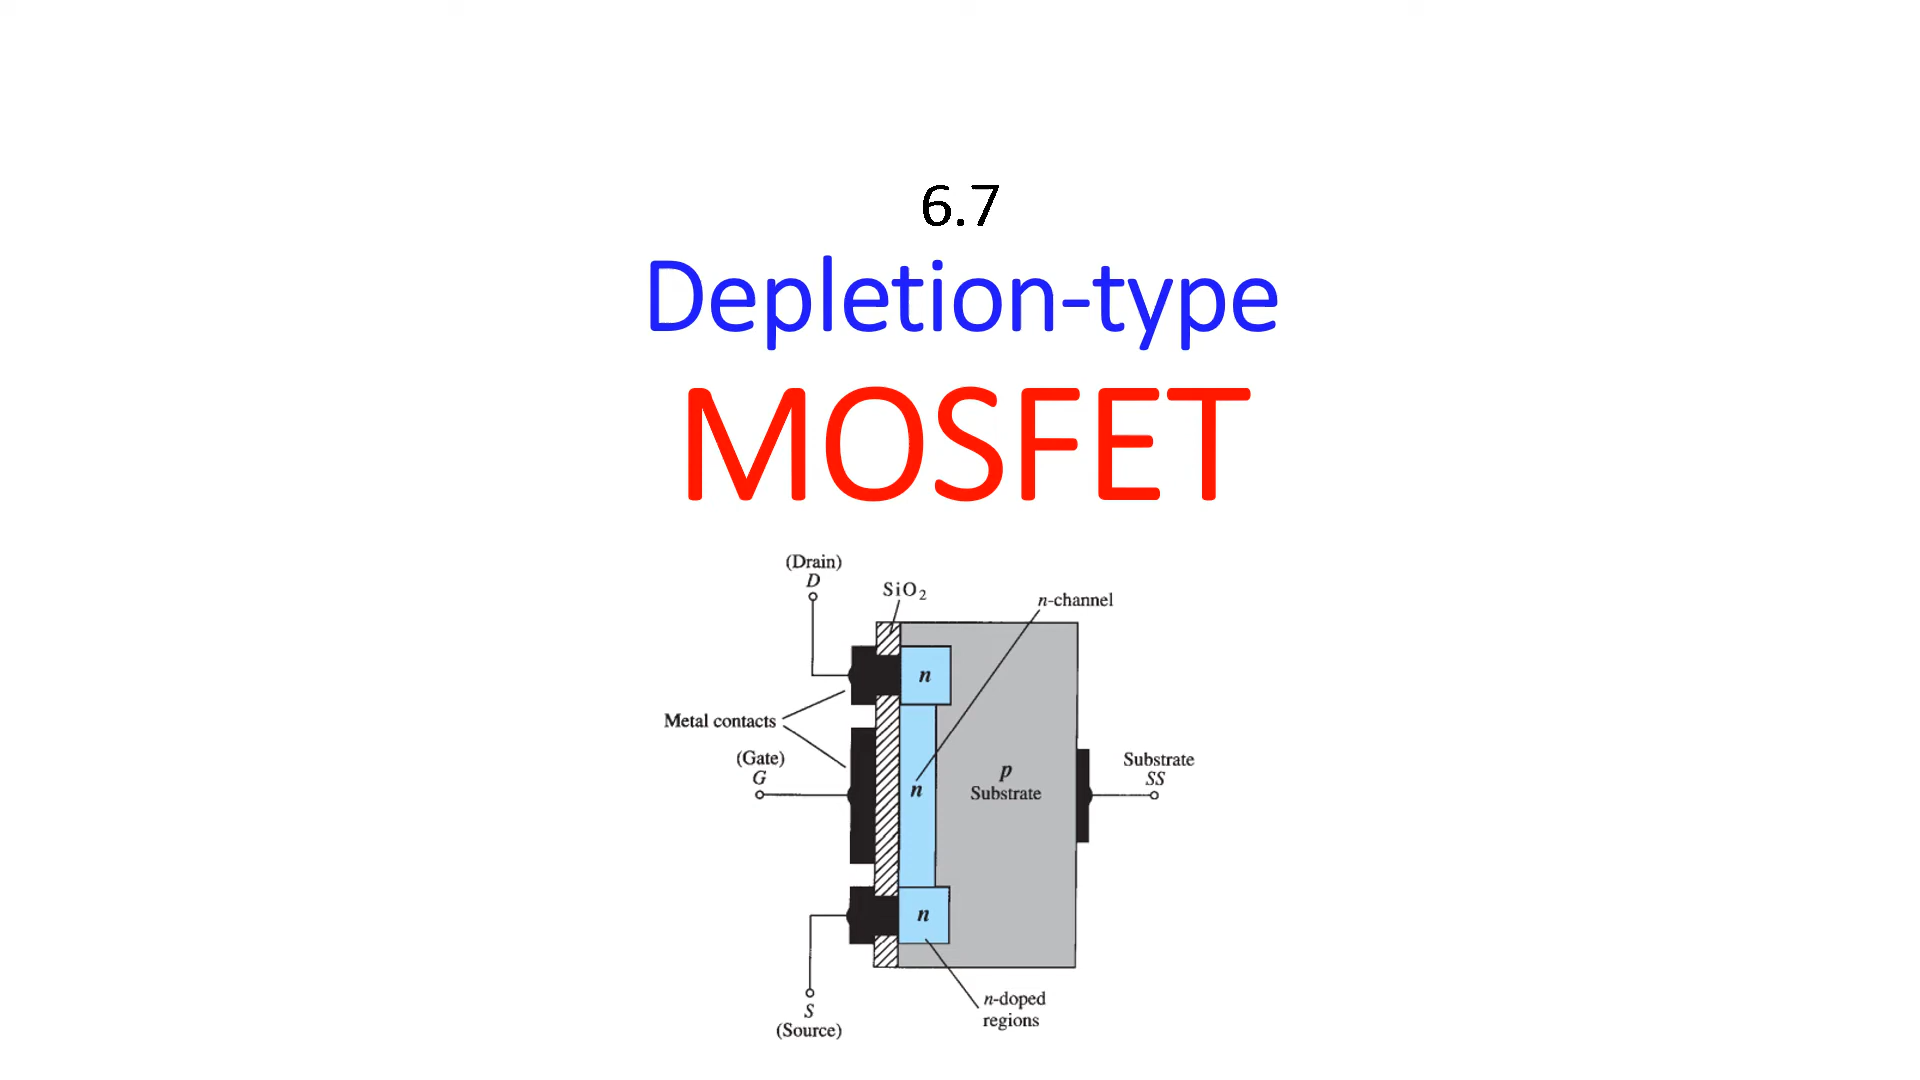 6.7
Depletion-type
MOSFET
(Drain)
D
SiO2
n-channel
n
Metal contacts
(Gate)
G
n
p
Substrate
Substrate
SS
n
S
(Source)
n-doped
regions